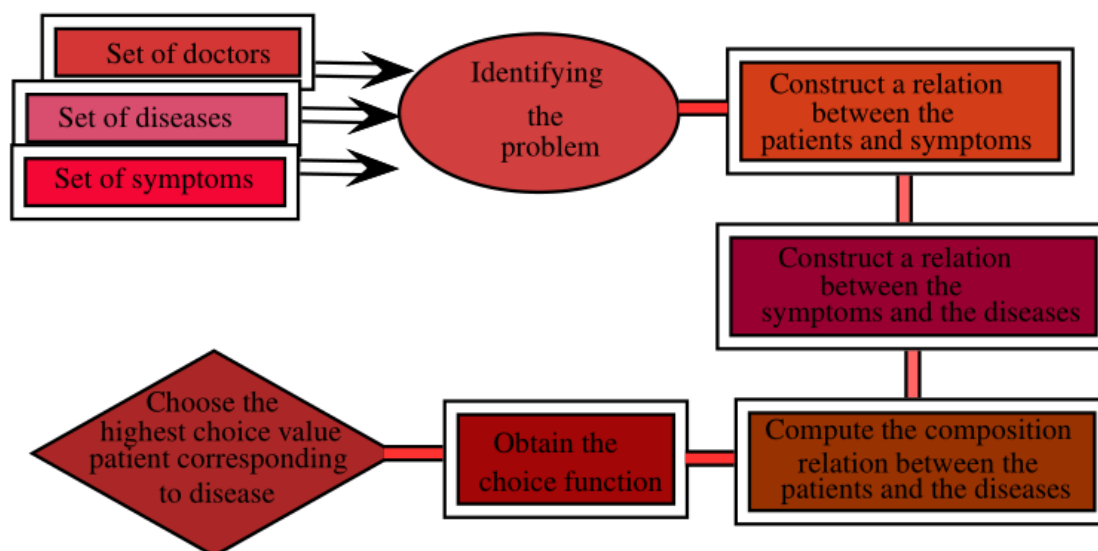 Set of doctors
Set of diseases
Set of symptoms
Identifying
the
problem
Construct a relation
between the
patients and symptoms
Construct a relation
between the
symptoms and the diseases
Compute the composition
relation between the
patients and the diseases
Obtain the
choice function
Choose the
highest choice value
patient corresponding
to disease